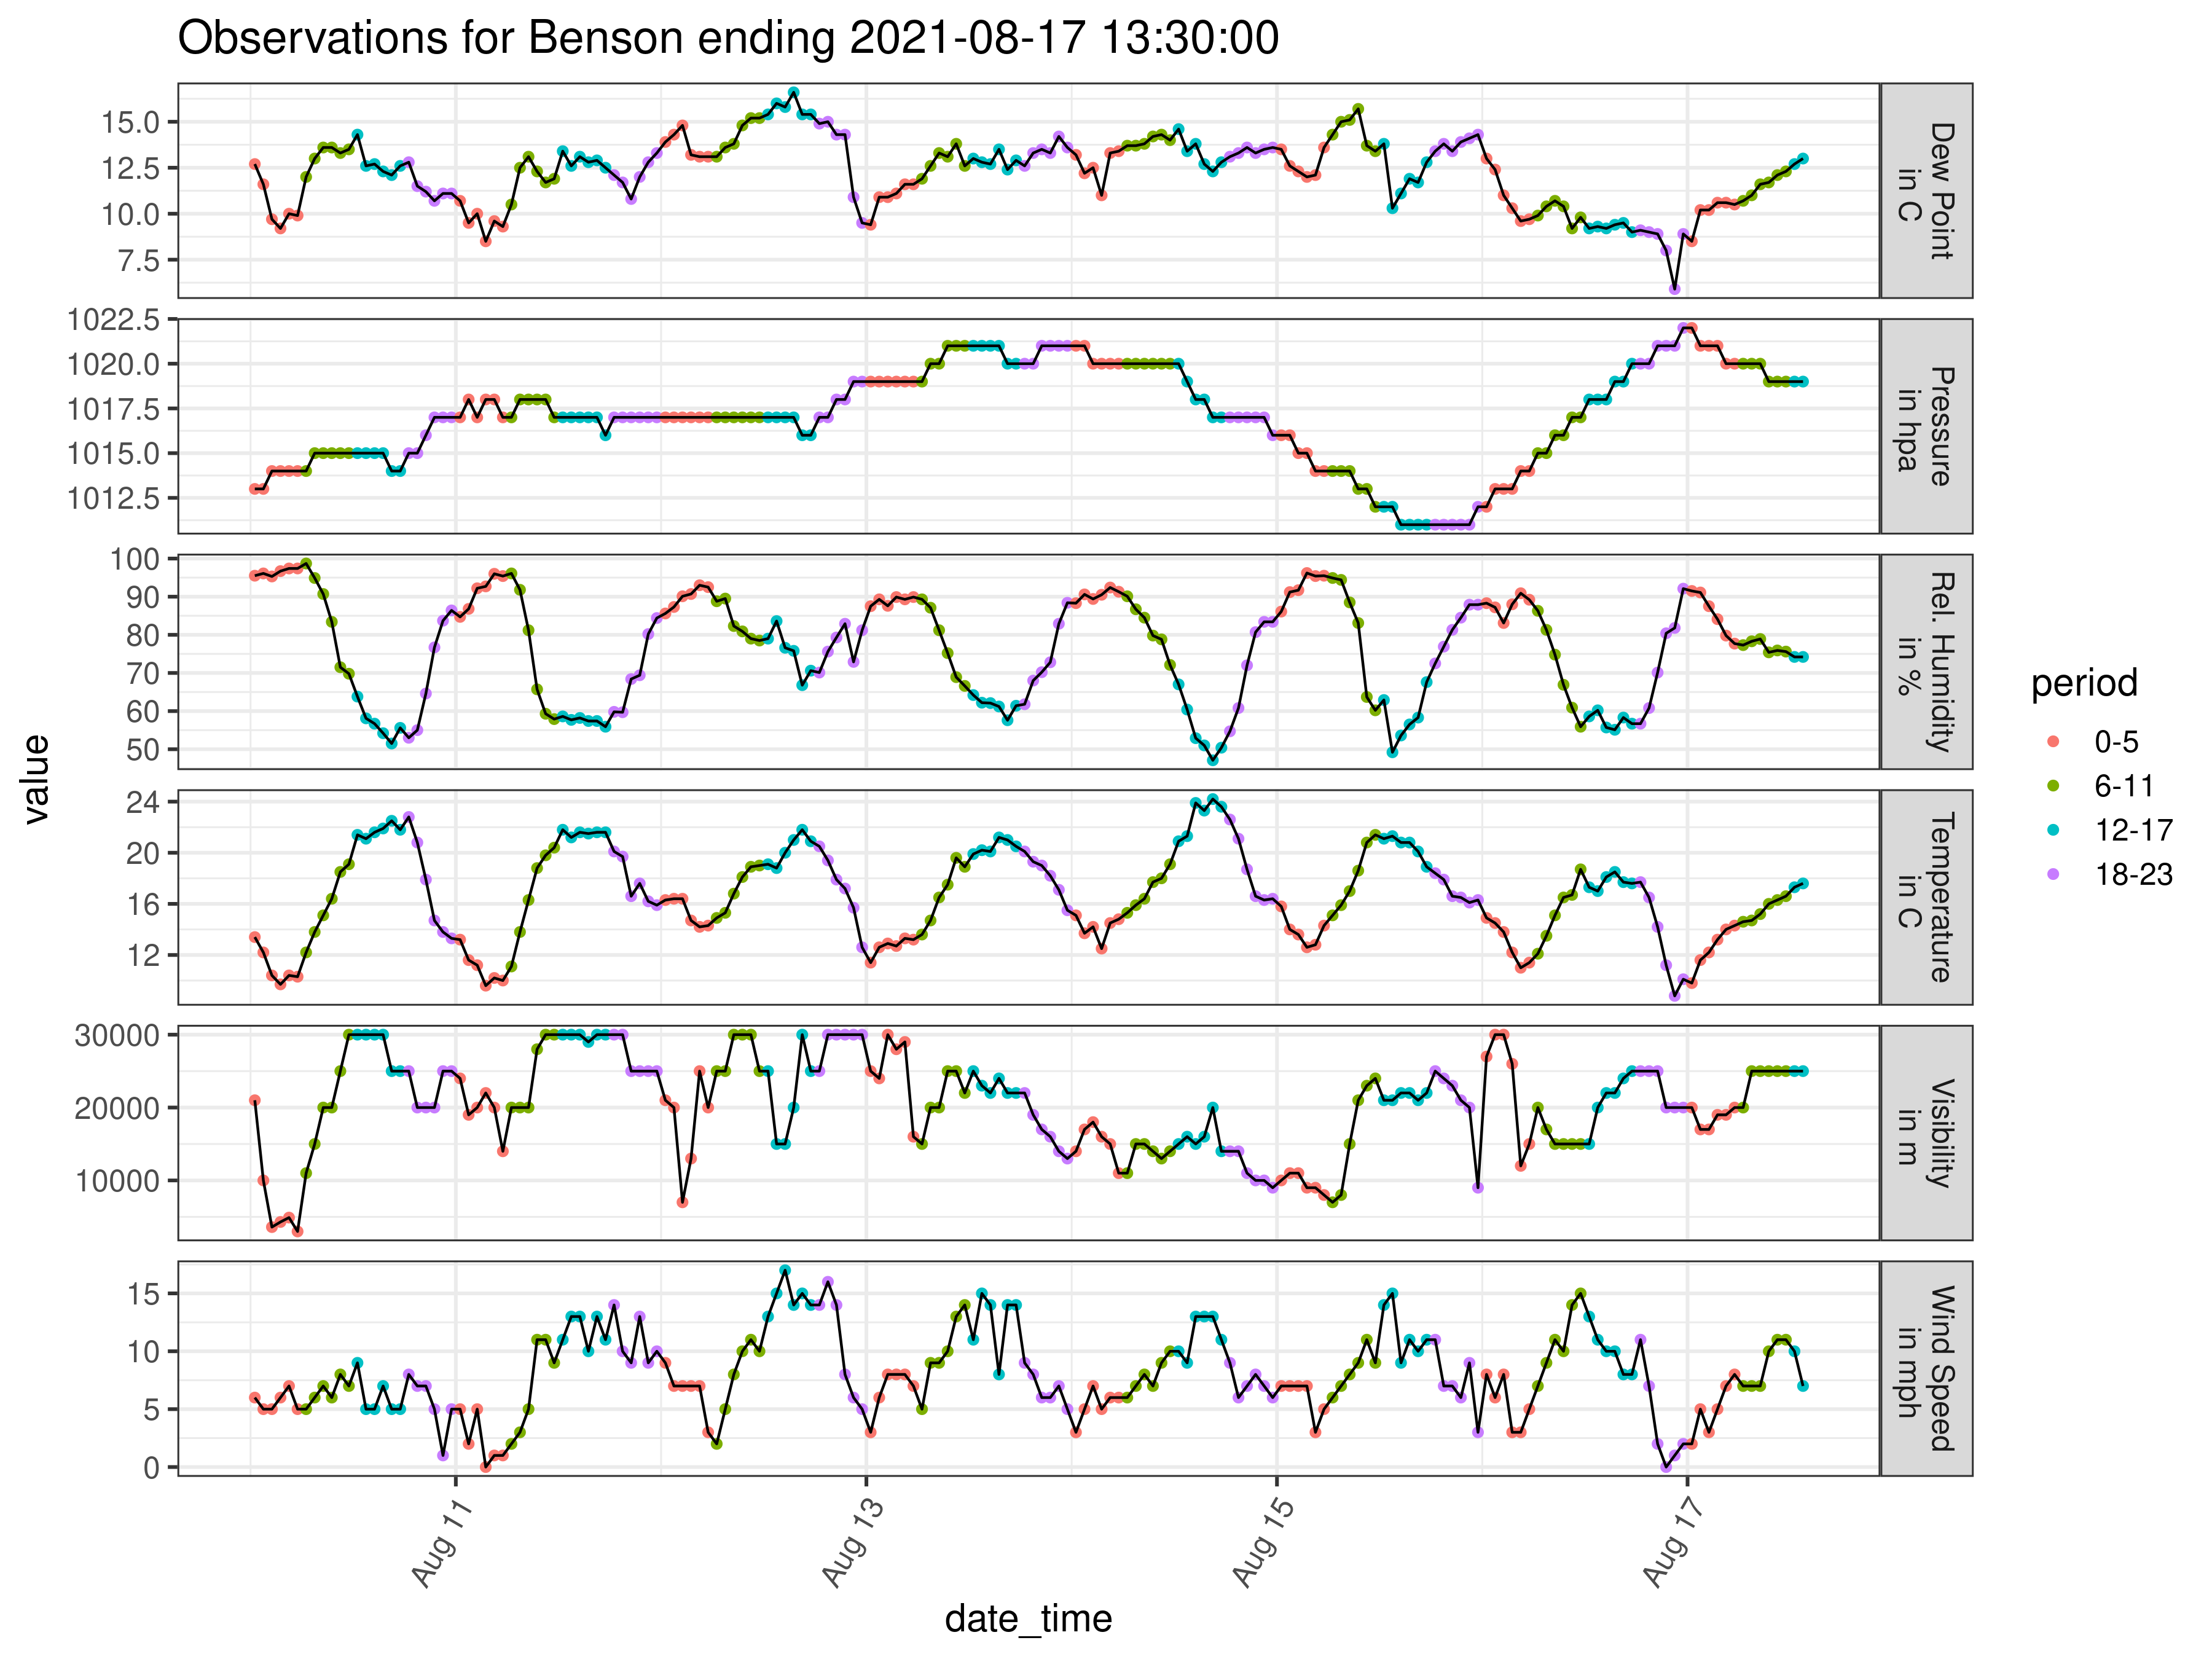 Observations for Benson ending 2021-08-17 13:30:00
15.0
12.5
10.0
7.5
Dew Point
in C
1022.5
1020.0
1017.5
1015.0
1012.5
Pressure
in hpa
100
90
80
70
60
50
Rel. Humidity
in %
24
20
16
12
Temperature
in C
30000
20000
10000
Visibility
in m
15
10
5
0
Wind Speed
in mph
value
Aug 11
Aug 13
Aug 15
Aug 17
date_time
period
0-5
6-11
12-17
18-23